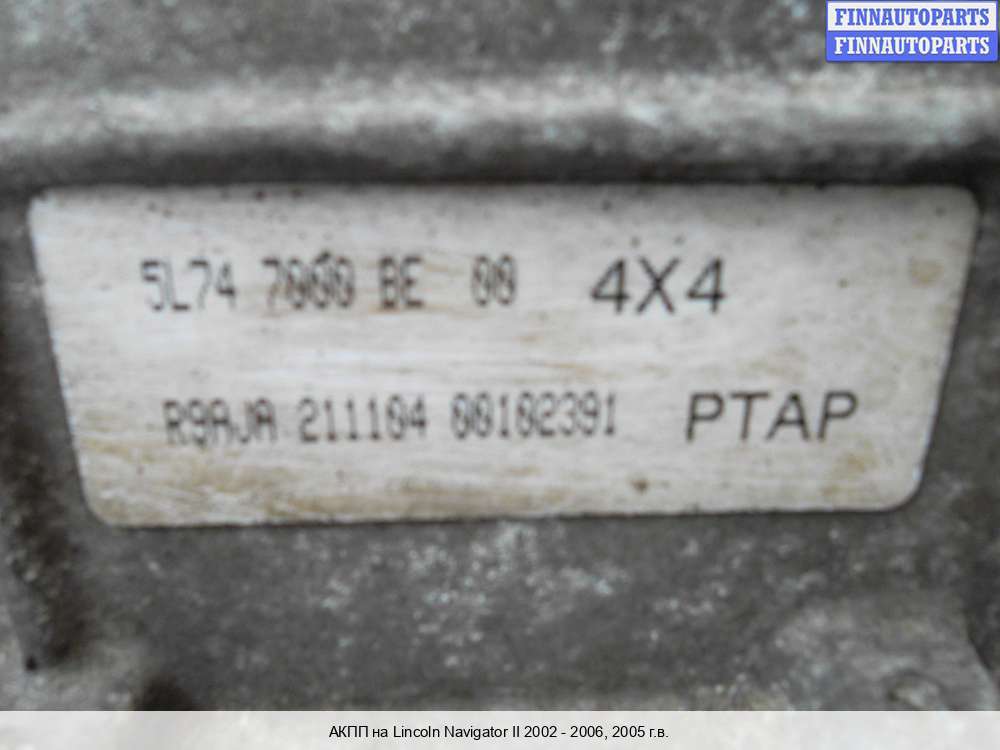 FINNAUTOPARTS
FINNAUTOPARTS
5L74 7000 BE 00 4X4
R9AJA 211104 00102391 PTAP
АКПП на Lincoln Navigator II 2002 - 2006, 2005 г.в.